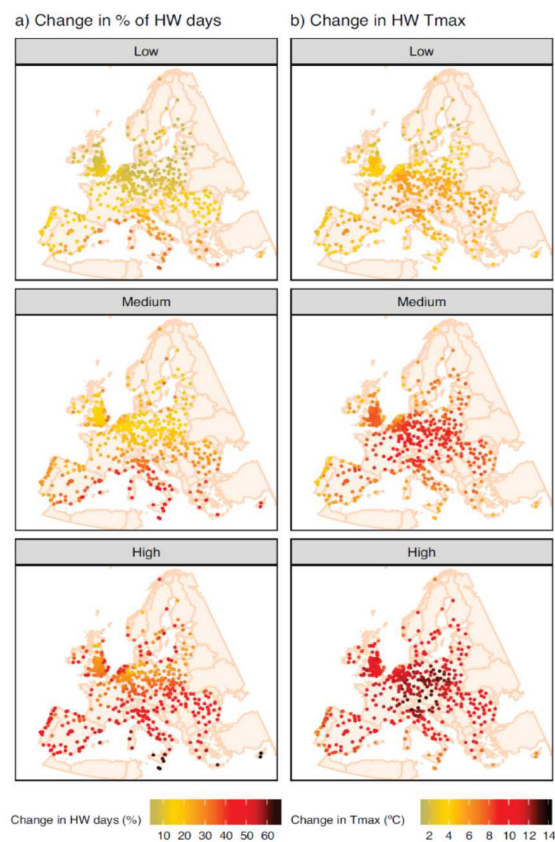 a) Change in % of HW days
b) Change in HW Tmax
Low
Low
Medium
Medium
High
High
Change in HW days (%)
10 20 30 40 50 60
Change in Tmax (ºC)
2 4 6 8 10 12 14